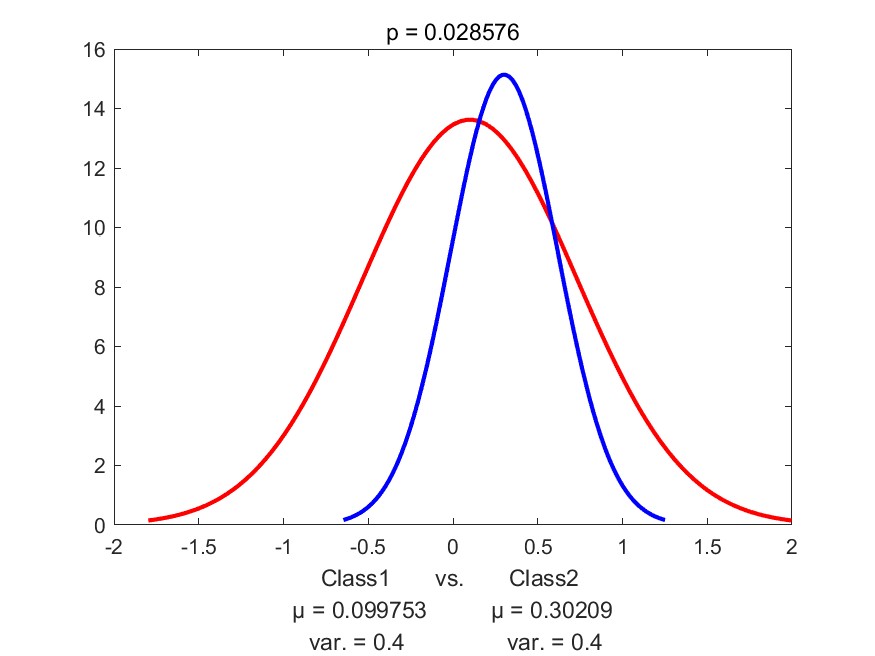 p = 0.028576
16
14
12
10
8
6
4
2
0
-2 -1.5 -1 -0.5 0 0.5 1 1.5 2
Class1 vs. Class2
μ = 0.099753 μ = 0.30209
var. = 0.4 var. = 0.4